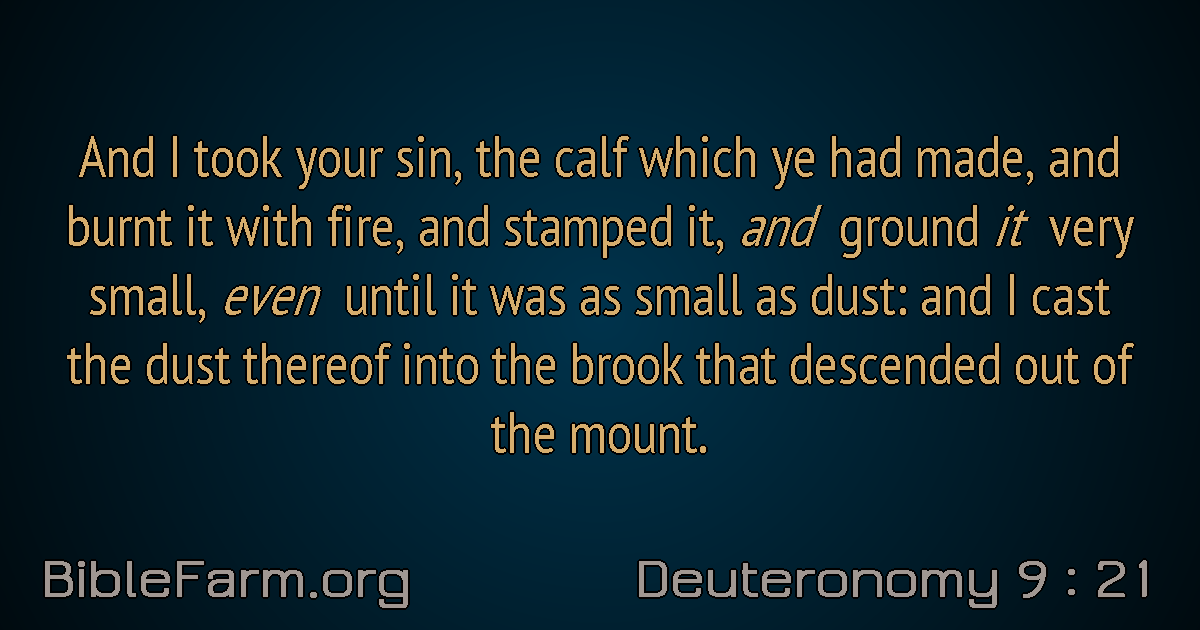 And I took your sin, the calf which ye had made, and
burnt it with fire, and stamped it, and ground it very
small, even until it was as small as dust: and I cast
the dust thereof into the brook that descended out of
the mount.
BibleFarm.org
Deuteronomy 9 : 21